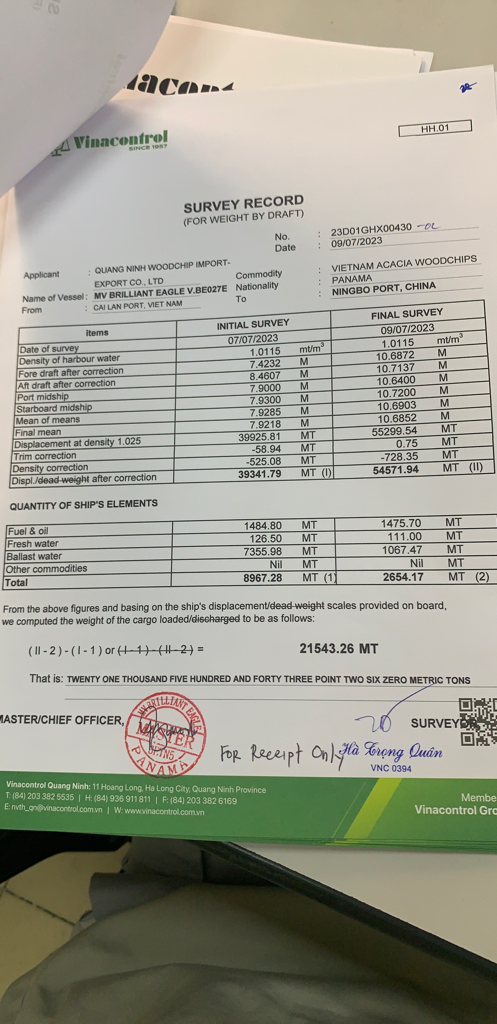 nacont
Vinacontrol
SINCE 1957
HH.01
SURVEY RECORD
(FOR WEIGHT BY DRAFT)
No. : 23D01GHX00430 -OL
Date : 09/07/2023
Applicant : QUANG NINH WOODCHIP IMPORT-EXPORT CO., LTD
Commodity : VIETNAM ACACIA WOODCHIPS
Name of Vessel : MV BRILLIANT EAGLE V.BE027E
Nationality : PANAMA
From : CAI LAN PORT, VIET NAM
To : NINGBO PORT, CHINA
Items INITIAL SURVEY FINAL SURVEY
Date of survey 07/07/2023 09/07/2023
Density of harbour water 1.0115 mt/m³ 1.0115 mt/m³
Fore draft after correction 7.4232 M 10.6872 M
Aft draft after correction 8.4607 M 10.7137 M
Port midship 7.9000 M 10.6400 M
Starboard midship 7.9300 M 10.7200 M
Mean of means 7.9285 M 10.6903 M
Final mean 7.9218 M 10.6852 M
Displacement at density 1.025 39925.81 MT 55299.54 MT
Trim correction -58.94 MT 0.75 MT
Density correction -525.08 MT -728.35 MT
Displ./dead weight after correction 39341.79 MT (I) 54571.94 MT (II)
QUANTITY OF SHIP'S ELEMENTS
Fuel & oil 1484.80 MT 1475.70 MT
Fresh water 126.50 MT 111.00 MT
Ballast water 7355.98 MT 1067.47 MT
Other commodities Nil MT Nil MT
Total 8967.28 MT (1) 2654.17 MT (2)
From the above figures and basing on the ship's displacement/dead weight scales provided on board,
we computed the weight of the cargo loaded/discharged to be as follows:
(II - 2) - (I - 1) or (I - 1) - (II - 2) = 21543.26 MT
That is: TWENTY ONE THOUSAND FIVE HUNDRED AND FORTY THREE POINT TWO SIX ZERO METRIC TONS
MASTER/CHIEF OFFICER, SURVEYOR
BRILLIANT EAGLE
MASTER
PANAMA
For Receipt Only
Hà Trọng Quân
VNC 0394
Vinacontrol Quang Ninh: 11 Hoang Long, Ha Long City, Quang Ninh Province
T: (84) 203 382 5535 | H: (84) 936 911 811 | F: (84) 203 382 6169
E: nvth_qn@vinacontrol.com.vn | W: www.vinacontrol.com.vn
Membe
Vinacontrol Gro